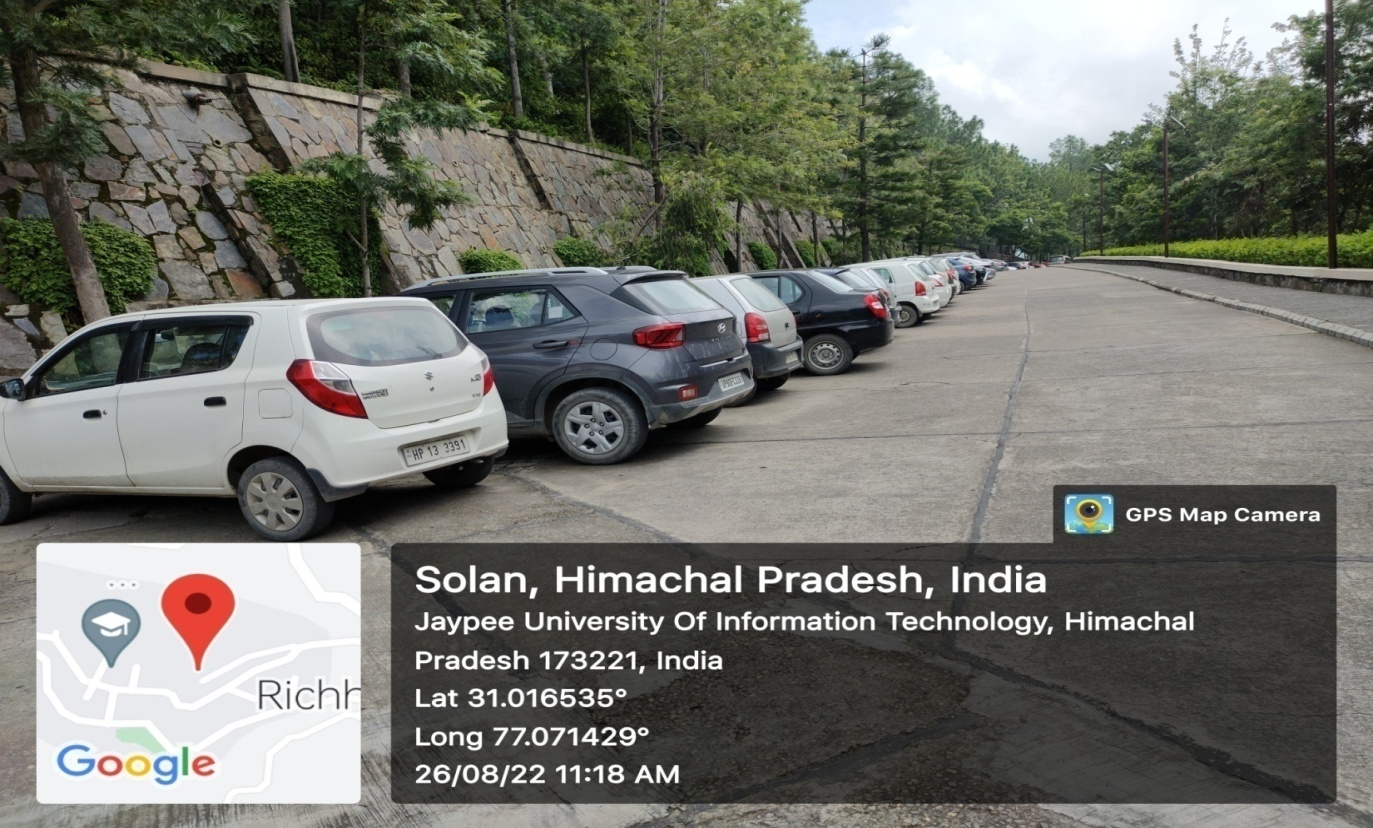 HP 13 3391
GPS Map Camera
Solan, Himachal Pradesh, India
Jaypee University Of Information Technology, Himachal
Pradesh 173221, India
Lat 31.016535°
Long 77.071429°
26/08/22 11:18 AM
Richh
Google